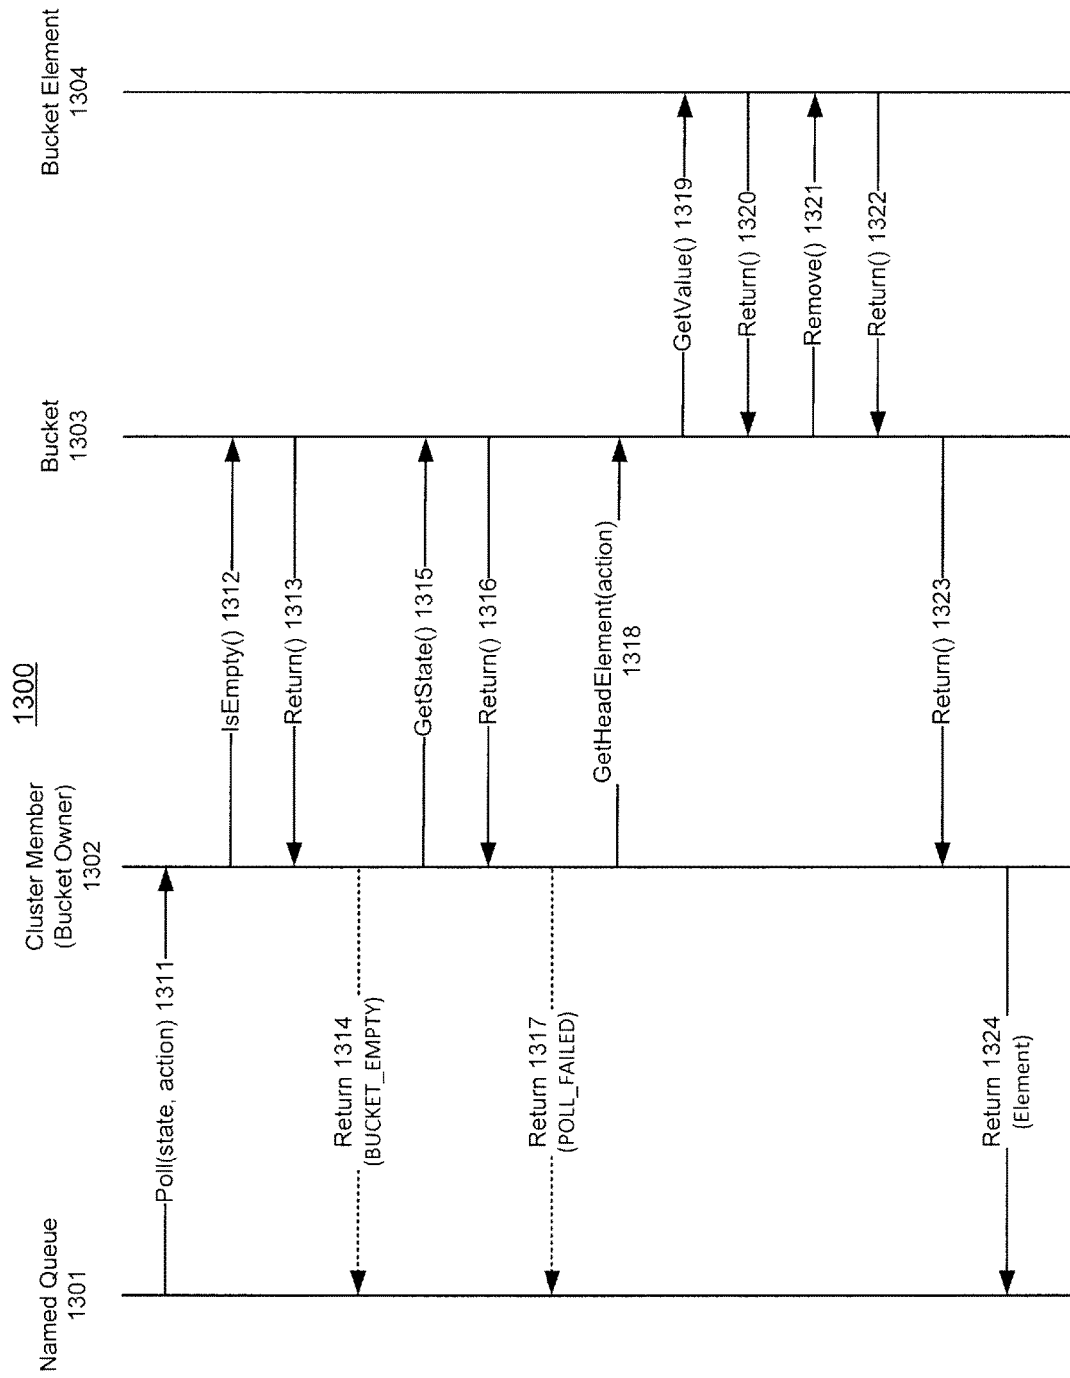 1300
Named Queue
1301
Cluster Member
(Bucket Owner)
1302
Bucket
1303
Bucket Element
1304
Poll(state, action) 1311
IsEmpty() 1312
Return() 1313
Return 1314
(BUCKET_EMPTY)
GetState() 1315
Return() 1316
Return 1317
(POLL_FAILED)
GetHeadElement(action)
1318
GetValue() 1319
Return() 1320
Remove() 1321
Return() 1322
Return() 1323
Return 1324
(Element)